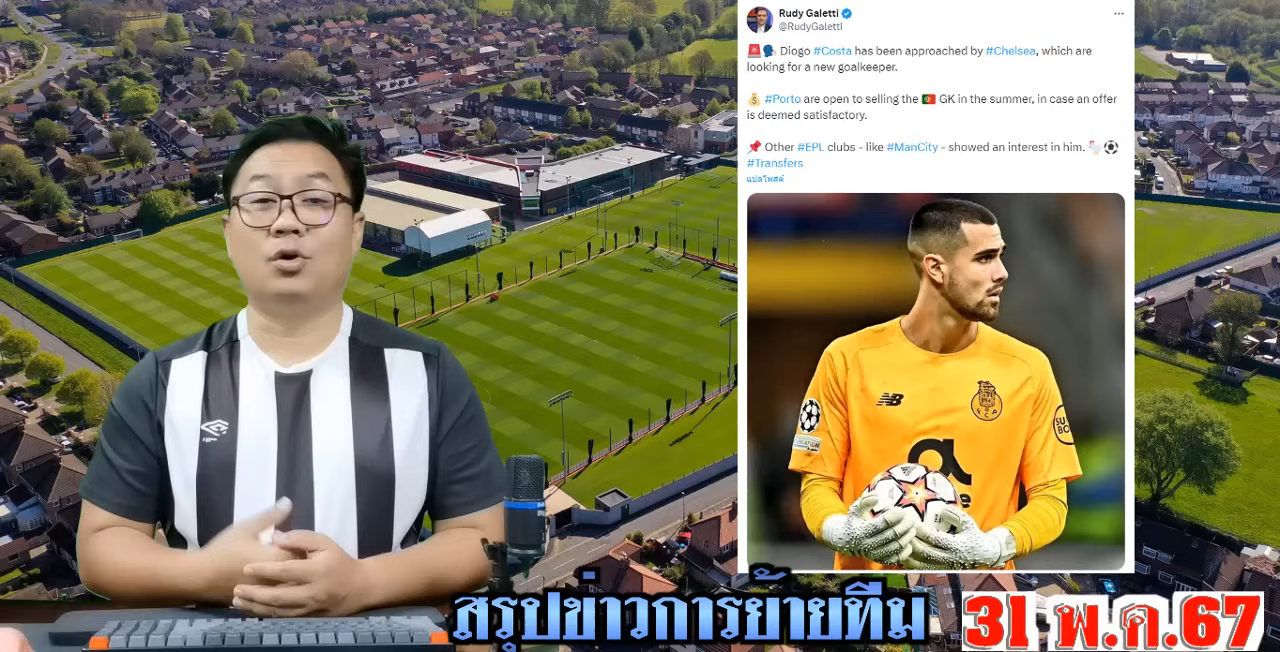 Rudy Galetti
@RudyGaletti
🚨🗣️ Diogo #Costa has been approached by #Chelsea, which are
looking for a new goalkeeper.
💰 #Porto are open to selling the 🇵🇹 GK in the summer, in case an offer
is deemed satisfactory.
📌 Other #EPL clubs - like #ManCity - showed an interest in him. 🐓⚽
#Transfers
แปลโพสต์
สรุปข่าวการย้ายทีม
31 พ.ค.67